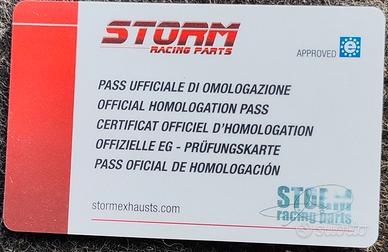 STORM
RACING PARTS
APPROVED e
PASS UFFICIALE DI OMOLOGAZIONE
OFFICIAL HOMOLOGATION PASS
CERTIFICAT OFFICIEL D'HOMOLOGATION
OFFIZIELLE EG - PRÜFUNGSKARTE
PASS OFICIAL DE HOMOLOGACIÓN
stormexhausts.com
STORM
racing parts
subito